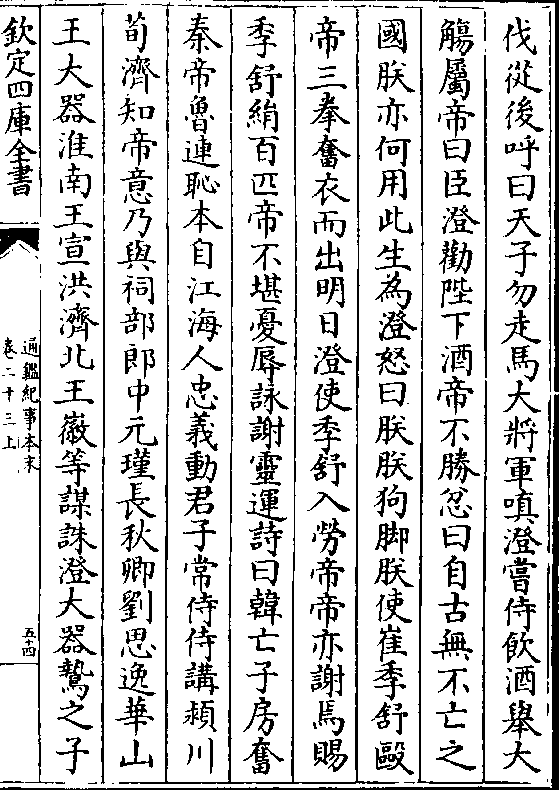 伐從後呼曰天子勿走馬大將軍嗔澄嘗侍飲酒舉大
觴屬帝曰臣澄勸陛下酒帝不勝忿曰自古無不亡之
國朕亦何用此生為澄怒曰朕朕狗脚朕使崔季舒毆
帝三拳奮衣而出明日澄使季舒入勞帝帝亦謝焉賜
季舒絹百匹帝不堪憂辱詠謝靈運詩曰韓亡子房奮
秦帝魯連恥本自江海人忠義動君子常侍侍講潁川
荀濟知帝意乃與祠部郎中元瑾長秋卿劉思逸華山
王大器淮南王宣洪濟北王徽等謀誅澄大器鷙之子
欽定四庫全書
通鑑紀事本末
卷二十三上
五十四